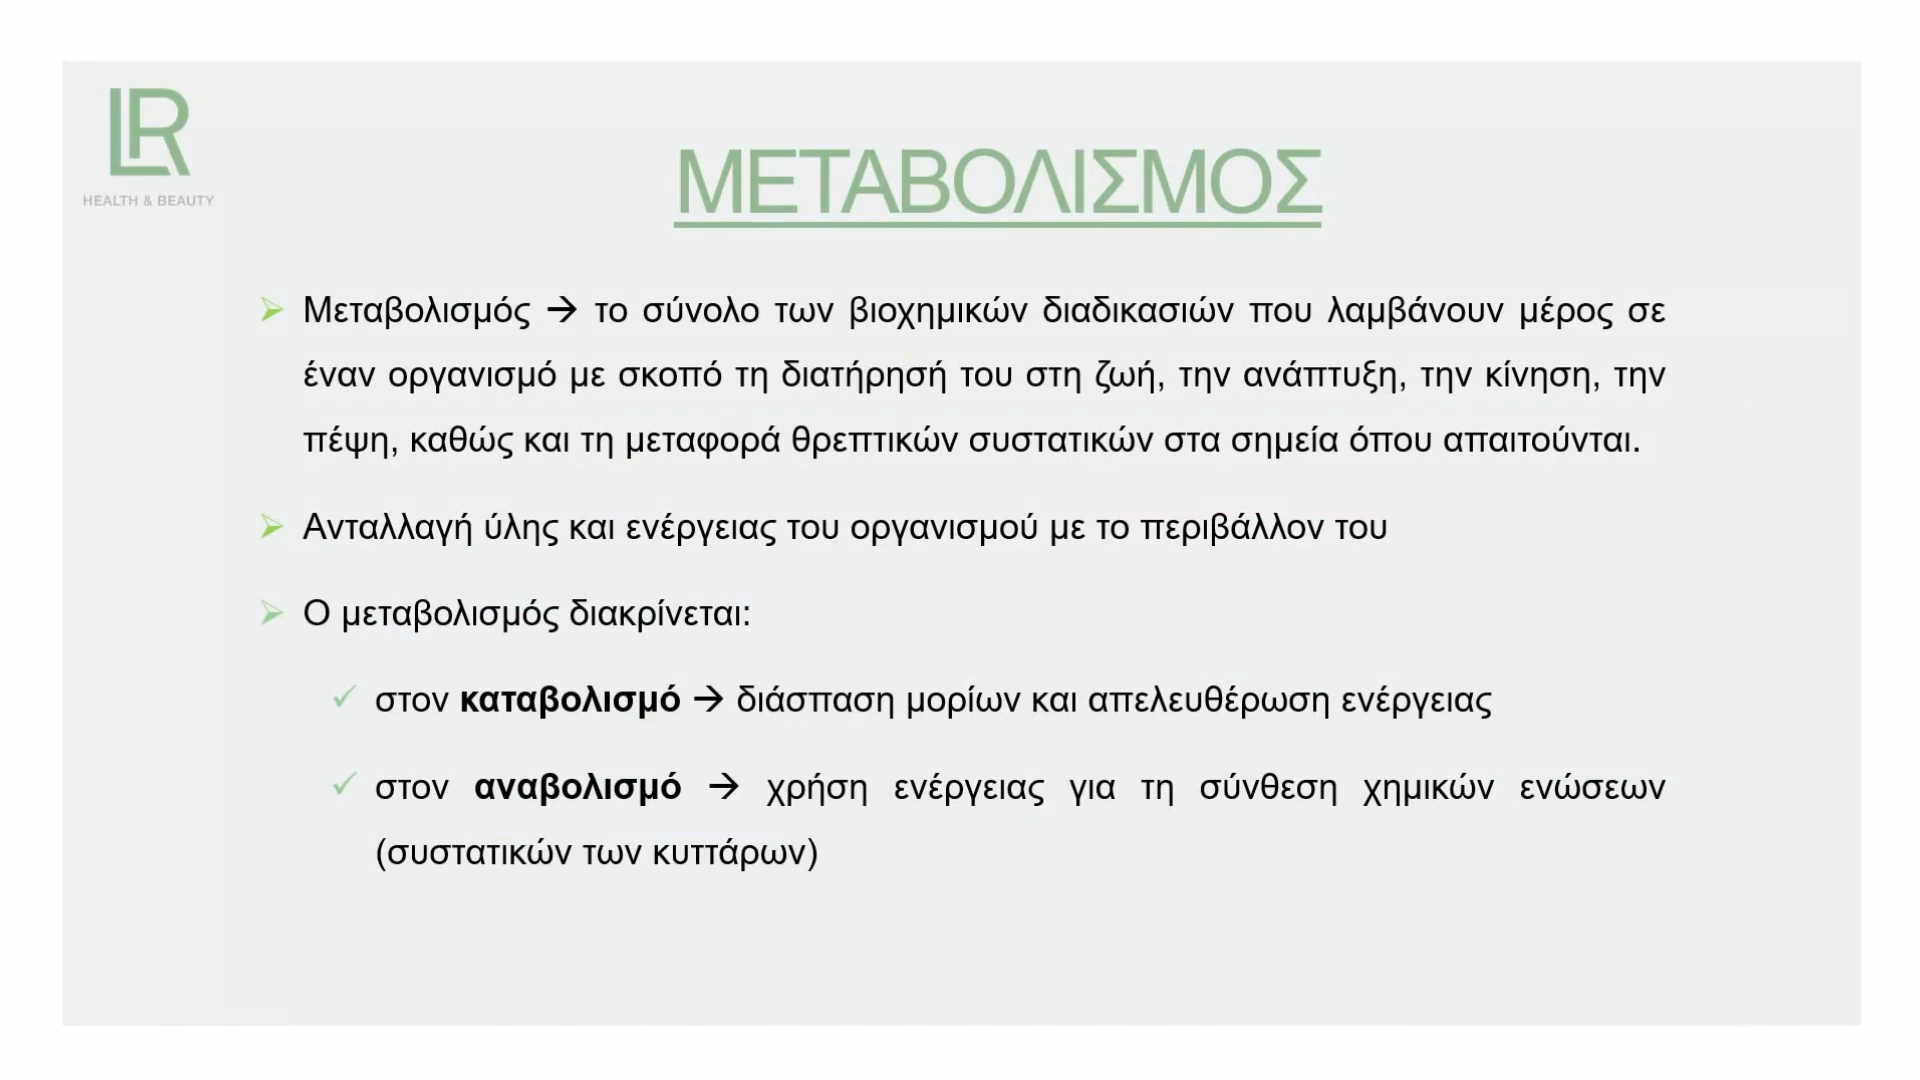 LR
HEALTH & BEAUTY
ΜΕΤΑΒΟΛΙΣΜΟΣ
Μεταβολισμός → το σύνολο των βιοχημικών διαδικασιών που λαμβάνουν μέρος σε
έναν οργανισμό με σκοπό τη διατήρησή του στη ζωή, την ανάπτυξη, την κίνηση, την
πέψη, καθώς και τη μεταφορά θρεπτικών συστατικών στα σημεία όπου απαιτούνται.
Ανταλλαγή ύλης και ενέργειας του οργανισμού με το περιβάλλον του
Ο μεταβολισμός διακρίνεται:
στον καταβολισμό → διάσπαση μορίων και απελευθέρωση ενέργειας
στον αναβολισμό → χρήση ενέργειας για τη σύνθεση χημικών ενώσεων
(συστατικών των κυττάρων)